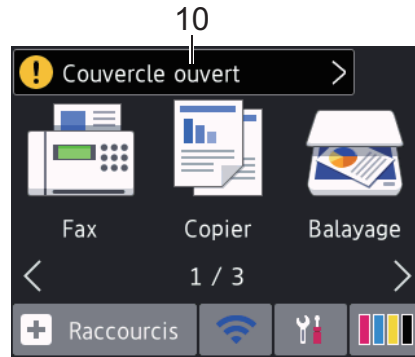 10
Couvercle ouvert
Fax Copier Balayage
1 / 3
Raccourcis